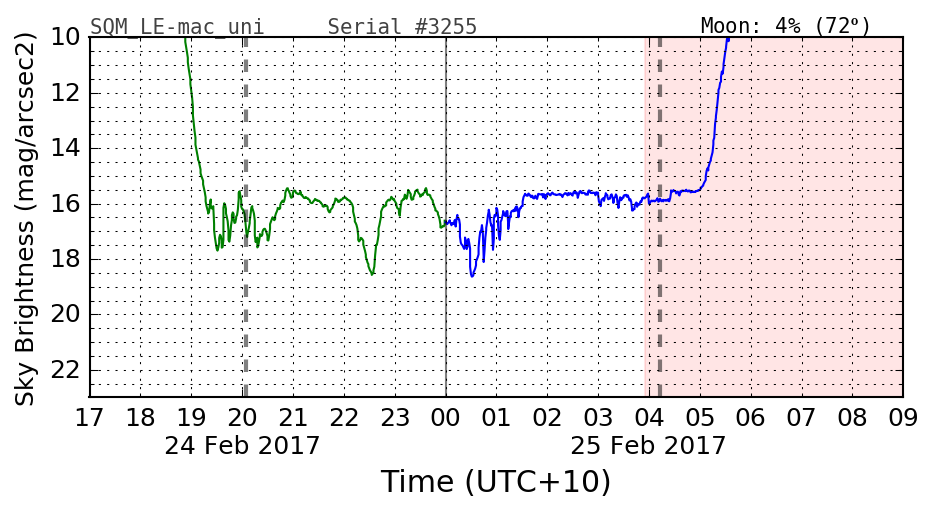 SQM_LE-mac_uni Serial #3255 Moon: 4% (72°)
Sky Brightness (mag/arcsec2)
10
12
14
16
18
20
22
17 18 19 20 21 22 23 00 01 02 03 04 05 06 07 08 09
24 Feb 2017 25 Feb 2017
Time (UTC+10)